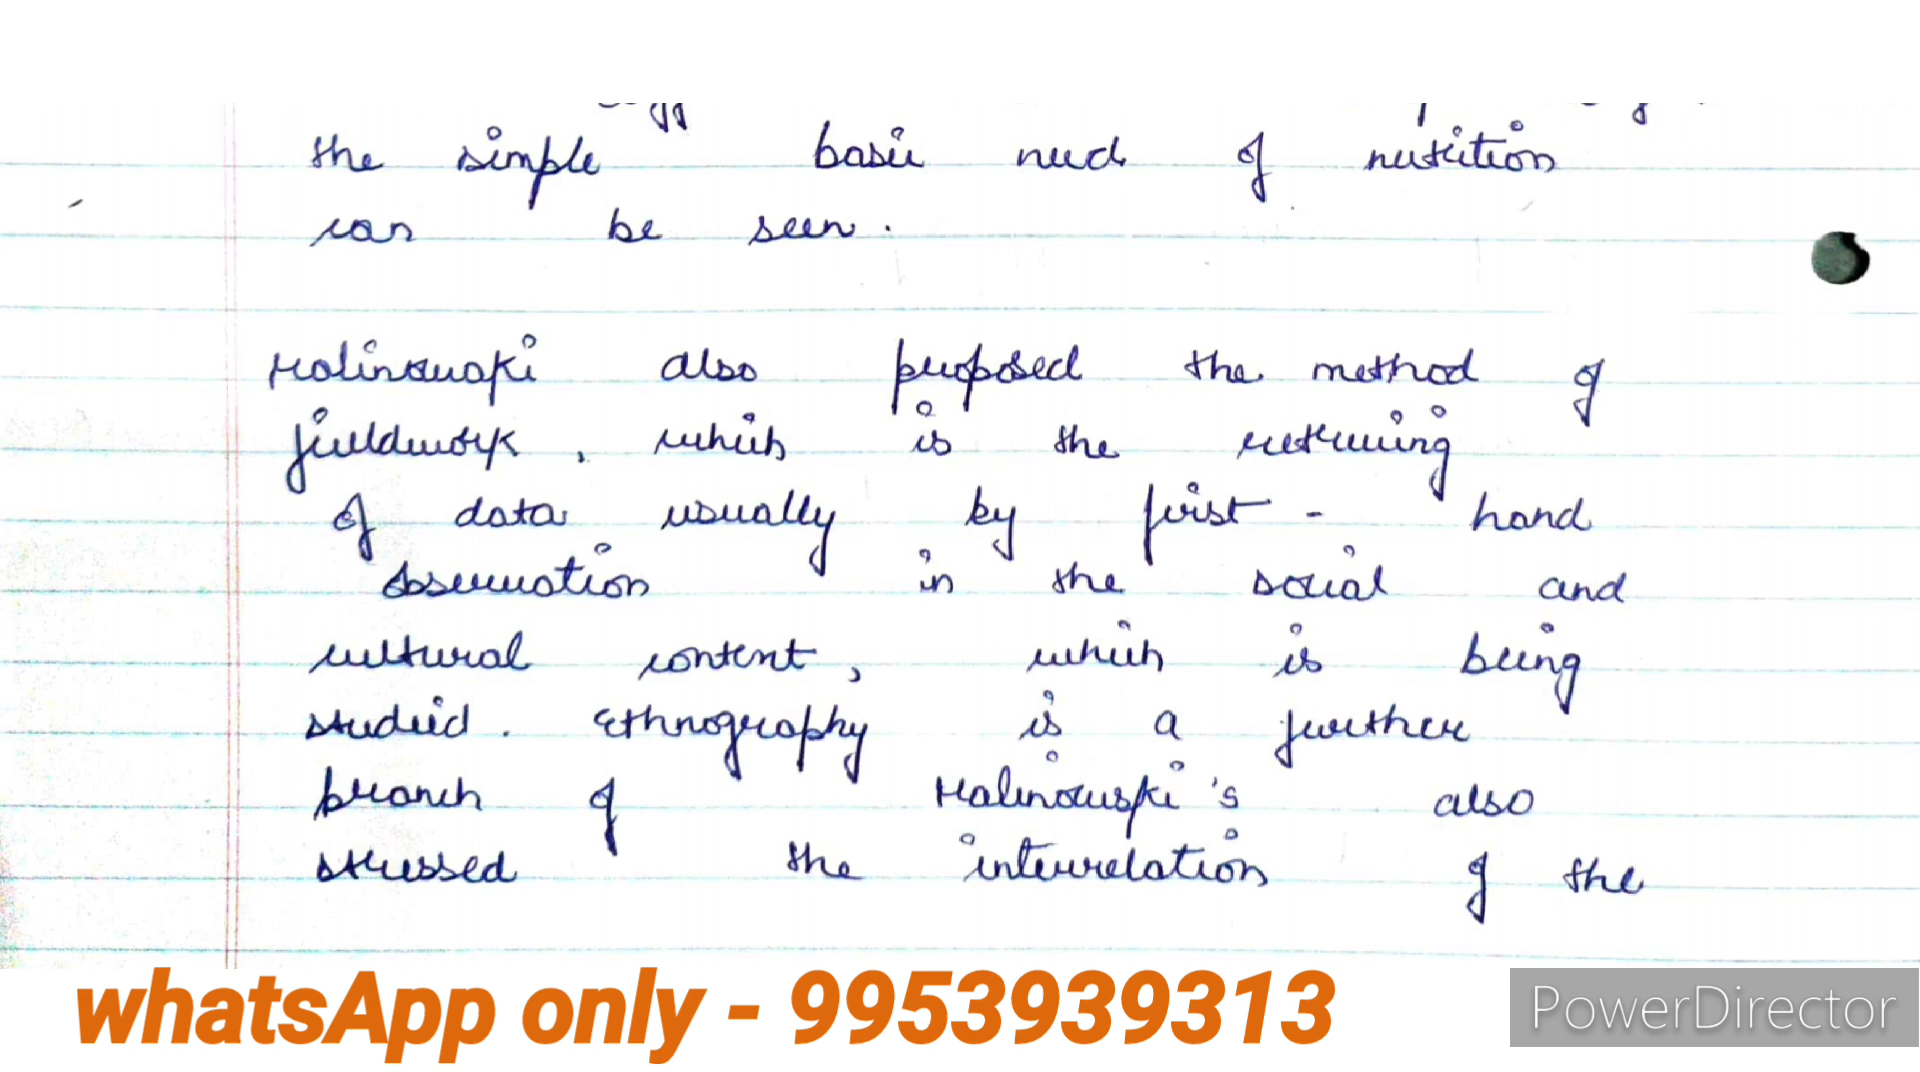 the simple basic need of nutrition
can be seen.
Malinowski also proposed the method of
fieldwork, which is the retrieving
of data usually by first - hand
observation in the social and
cultural content, which is being
studied. Ethnography is a further
branch of Malinowski's also
stressed the interrelation of the
whatsApp only - 9953939313
PowerDirector